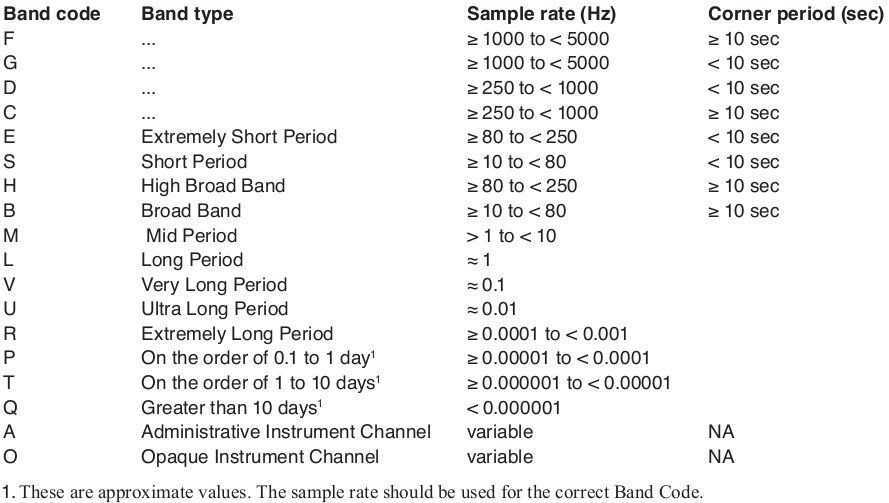 Band code Band type Sample rate (Hz) Corner period (sec)
F ... ≥ 1000 to < 5000 ≥ 10 sec
G ... ≥ 1000 to < 5000 < 10 sec
D ... ≥ 250 to < 1000 < 10 sec
C ... ≥ 250 to < 1000 ≥ 10 sec
E Extremely Short Period ≥ 80 to < 250 < 10 sec
S Short Period ≥ 10 to < 80 < 10 sec
H High Broad Band ≥ 80 to < 250 ≥ 10 sec
B Broad Band ≥ 10 to < 80 ≥ 10 sec
M Mid Period > 1 to < 10
L Long Period ≈ 1
V Very Long Period ≈ 0.1
U Ultra Long Period ≈ 0.01
R Extremely Long Period ≥ 0.0001 to < 0.001
P On the order of 0.1 to 1 day¹ ≥ 0.00001 to < 0.0001
T On the order of 1 to 10 days¹ ≥ 0.000001 to < 0.00001
Q Greater than 10 days¹ < 0.000001
A Administrative Instrument Channel variable NA
O Opaque Instrument Channel variable NA
1. These are approximate values. The sample rate should be used for the correct Band Code.